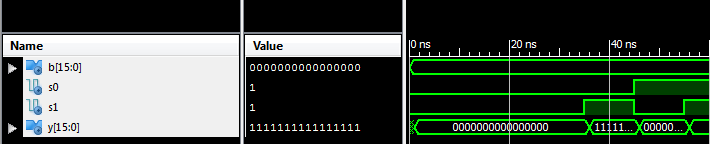 Name Value 0 ns 20 ns 40 ns
b[15:0] 0000000000000000
s0 1
s1 1
y[15:0] 1111111111111111 0000000000000000 11111... 00000...